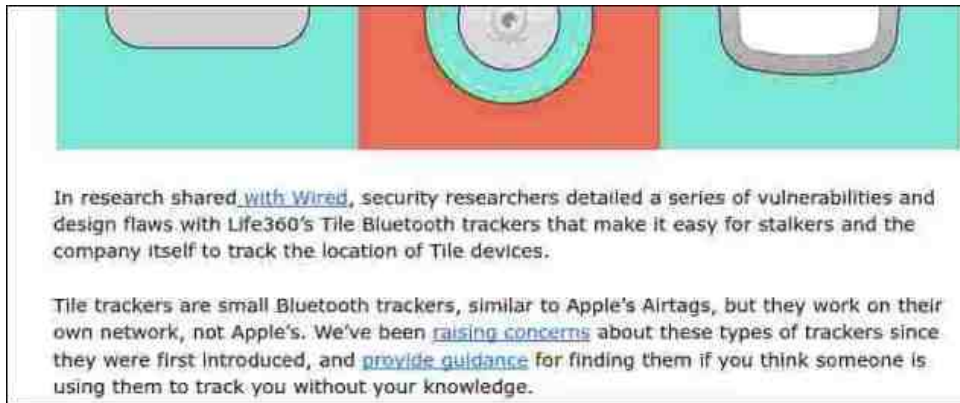 In research shared with Wired, security researchers detailed a series of vulnerabilities and
design flaws with Life360's Tile Bluetooth trackers that make it easy for stalkers and the
company itself to track the location of Tile devices.
Tile trackers are small Bluetooth trackers, similar to Apple's Airtags, but they work on their
own network, not Apple's. We've been raising concerns about these types of trackers since
they were first introduced, and provide guidance for finding them if you think someone is
using them to track you without your knowledge.